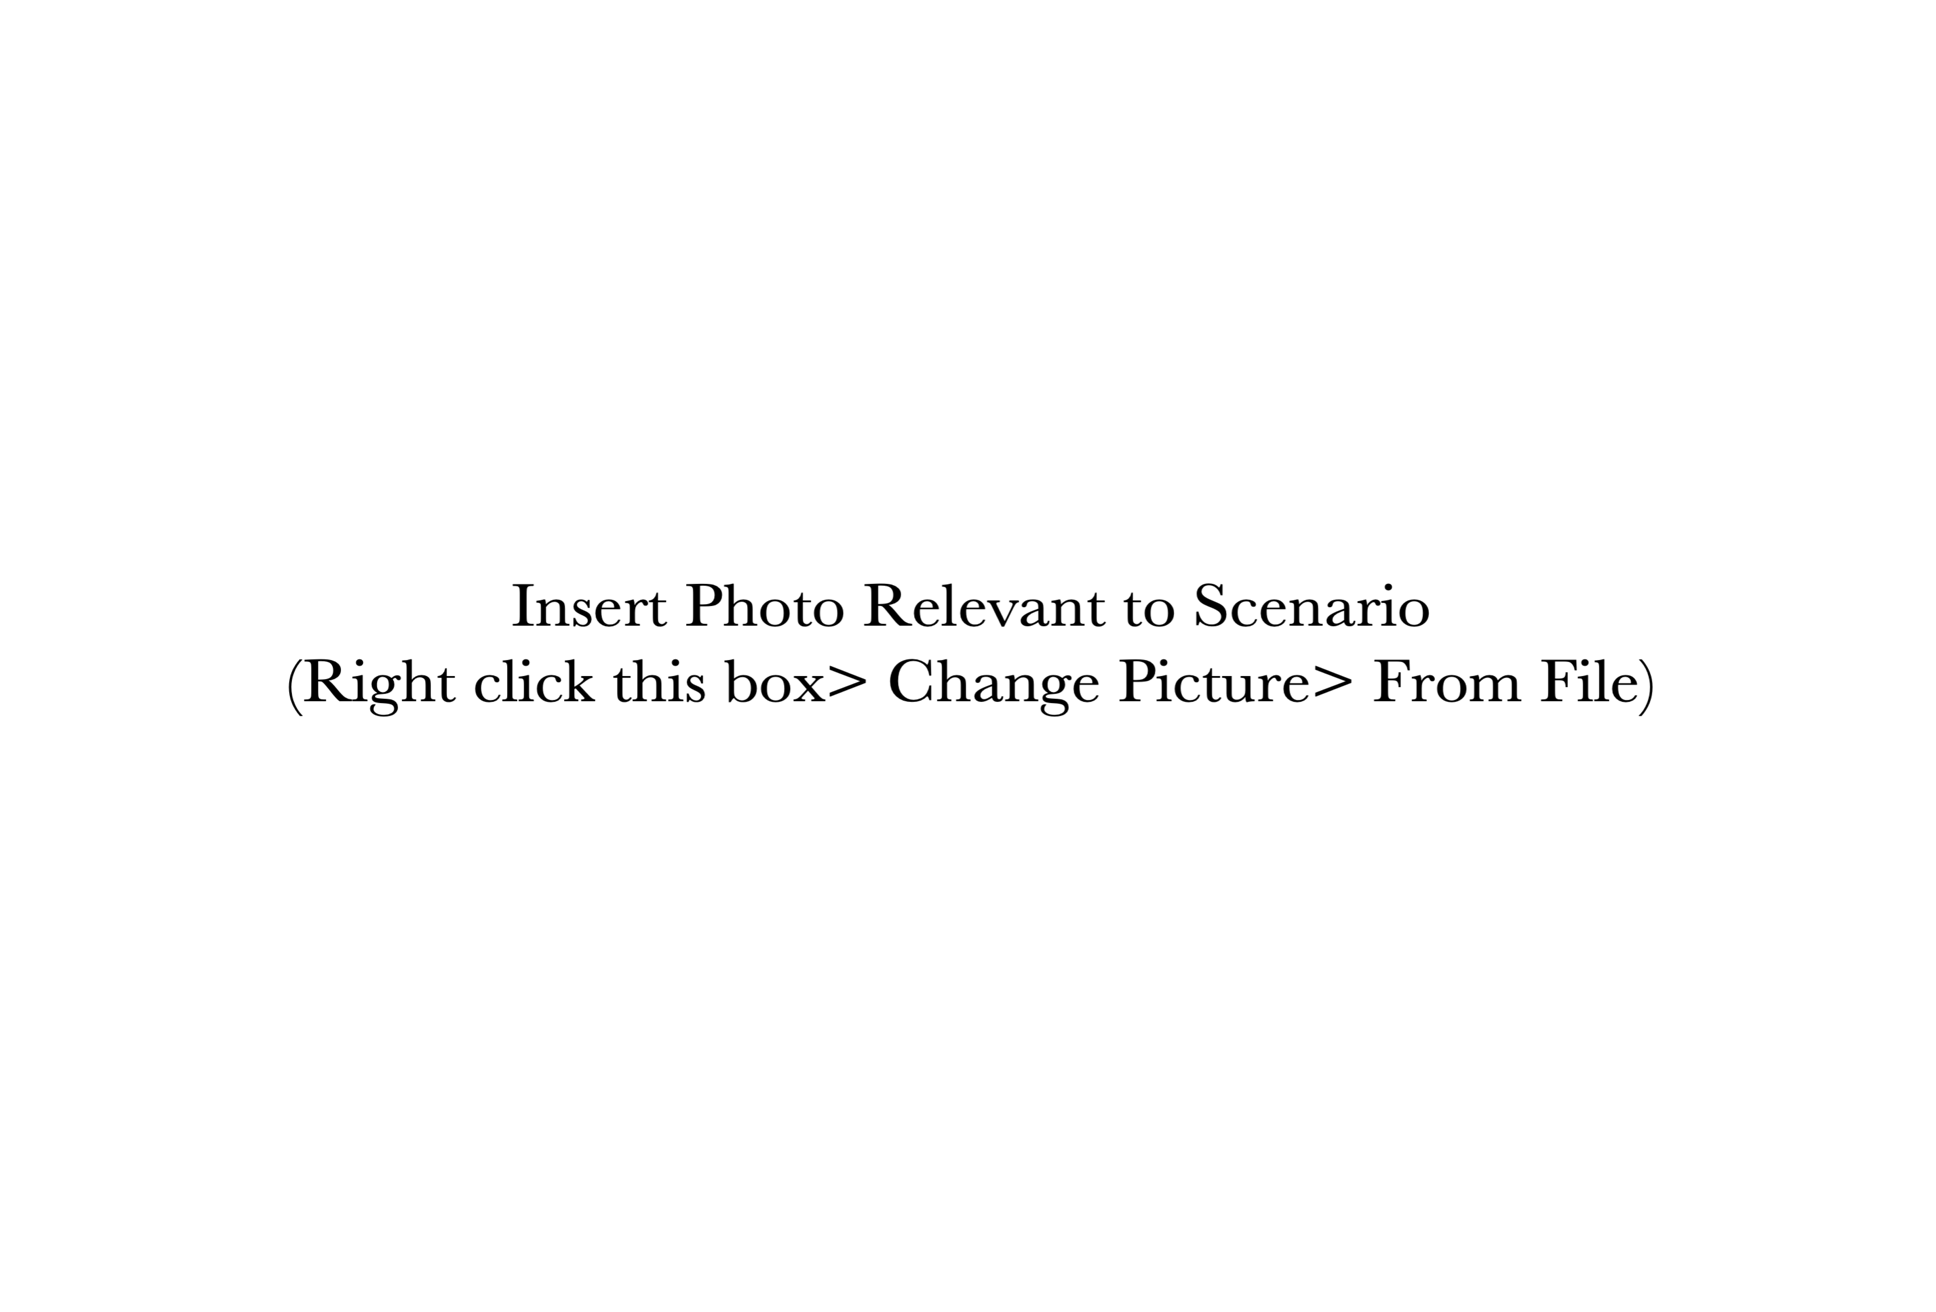 Insert Photo Relevant to Scenario
(Right click this box> Change Picture> From File)